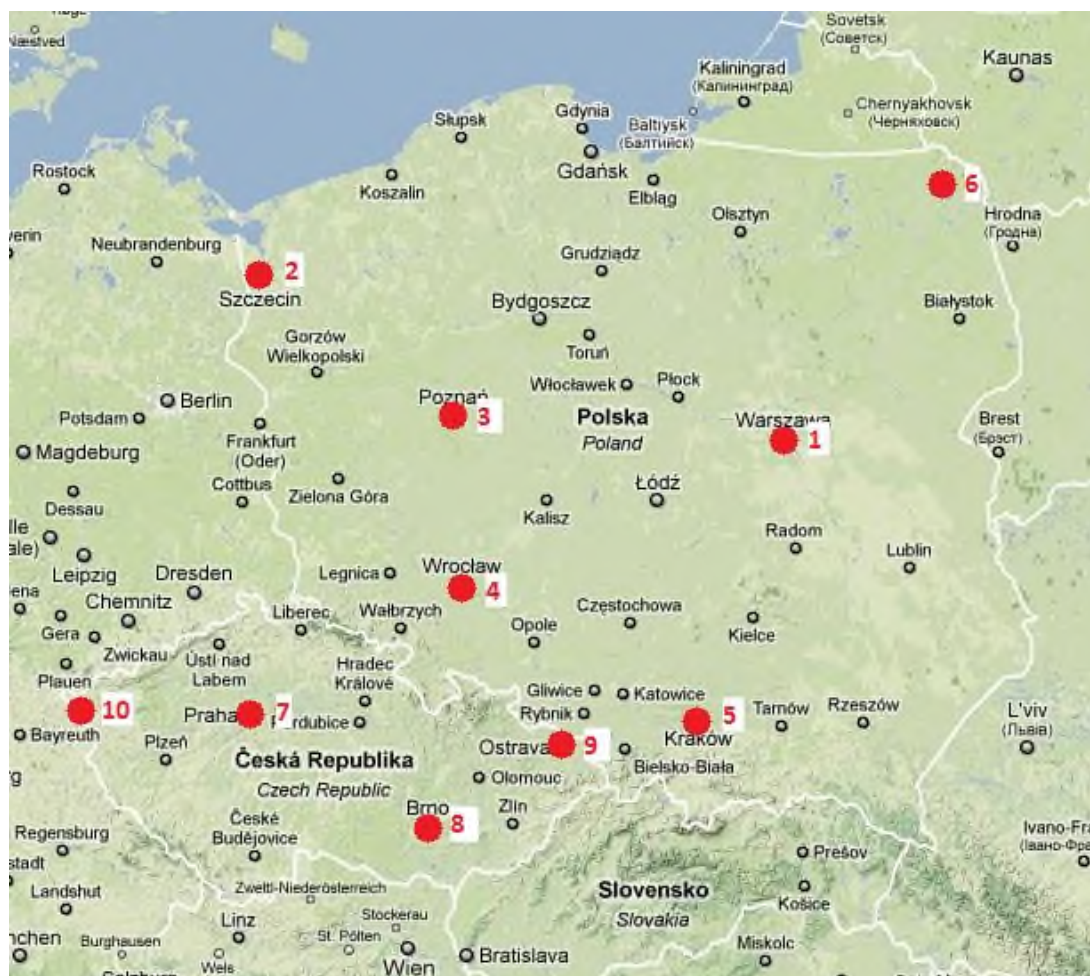 Næstved
Sovetsk
(Советск)
Kaunas
Kaliningrad
(Калининград)
Chernyakhovsk
(Черняховск)
Gdynia
Słupsk
Baltiysk
(Балтийск)
Rostock
Gdańsk
Koszalin
Elbląg
6
Olsztyn
Hrodna
(Гродна)
Neubrandenburg
Grudziądz
2
Szczecin
Bydgoszcz
Białystok
Gorzów
Wielkopolski
Toruń
Włocławek
Płock
Berlin
Poznań
3
Polska
Poland
Warszawa
1
Brest
(Брэст)
Potsdam
Frankfurt
(Oder)
Magdeburg
Cottbus
Zielona Góra
Łódź
Dessau
Kalisz
Radom
Lublin
Leipzig
Dresden
Legnica
Wrocław
4
Chemnitz
Liberec
Wałbrzych
Częstochowa
Gera
Opole
Kielce
Zwickau
Ústí nad
Labem
Hradec
Králové
Plauen
Gliwice
Katowice
10
Praha
7
Pardubice
Rybnik
5
Tarnów
Rzeszów
L'viv
(Львів)
Bayreuth
Plzeň
Ostrava
9
Kraków
Česká Republika
Czech Republic
Olomouc
Bielsko-Biała
Brno
8
Zlín
České
Budějovice
Regensburg
Prešov
Landshut
Zwettl-Niederösterreich
Slovensko
Slovakia
Košice
Linz
Stockerau
St. Pölten
Burghausen
Wels
Wien
Bratislava
Miskolc